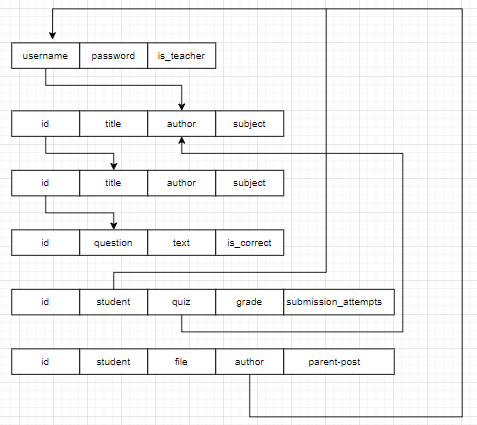 username password is_teacher
id title author subject
id title author subject
id question text is_correct
id student quiz grade submission_attempts
id student file author parent-post